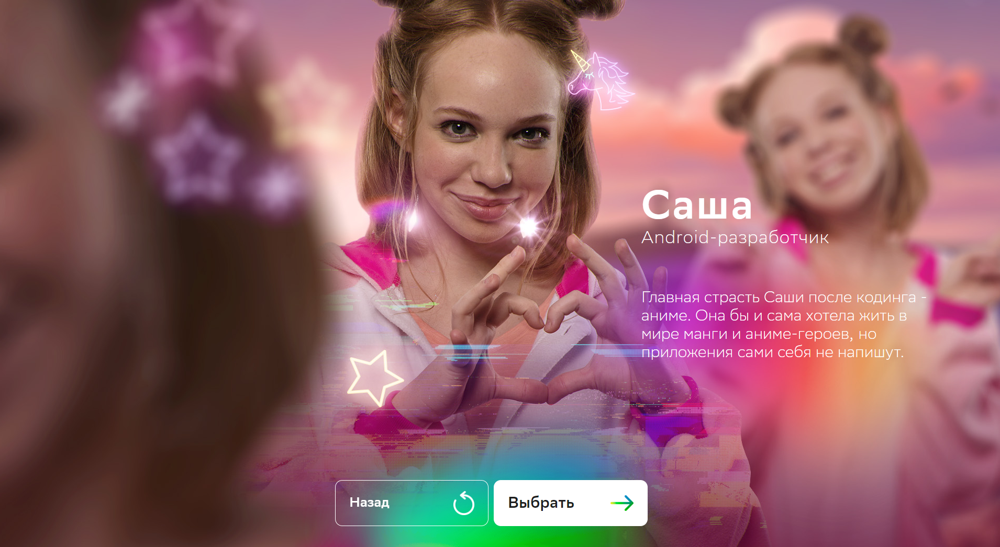 Саша
Android-разработчик
Главная страсть Саши после кодинга -
аниме. Она бы и сама хотела жить в
мире манги и аниме-героев, но
приложения сами себя не напишут.
Назад
Выбрать